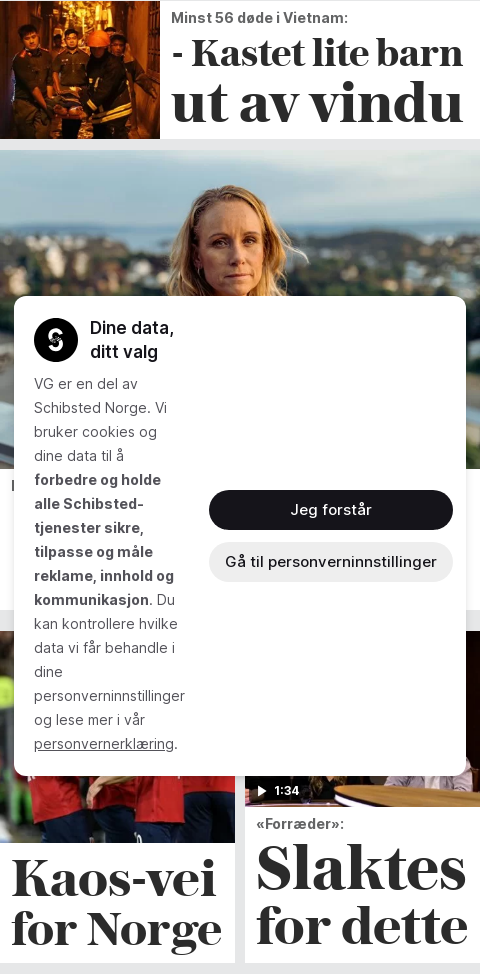 Minst 56 døde i Vietnam:
- Kastet lite barn
ut av vindu
Dine data,
ditt valg
VG er en del av
Schibsted Norge. Vi
bruker cookies og
dine data til å
forbedre og holde
alle Schibsted-
tjenester sikre,
tilpasse og måle
reklame, innhold og
kommunikasjon. Du
kan kontrollere hvilke
data vi får behandle i
dine
personverninnstillinger
og lese mer i vår
personvernerklæring.
Jeg forstår
Gå til personverninnstillinger
Kaos-vei
for Norge
1:34
«Forræder»:
Slaktes
for dette